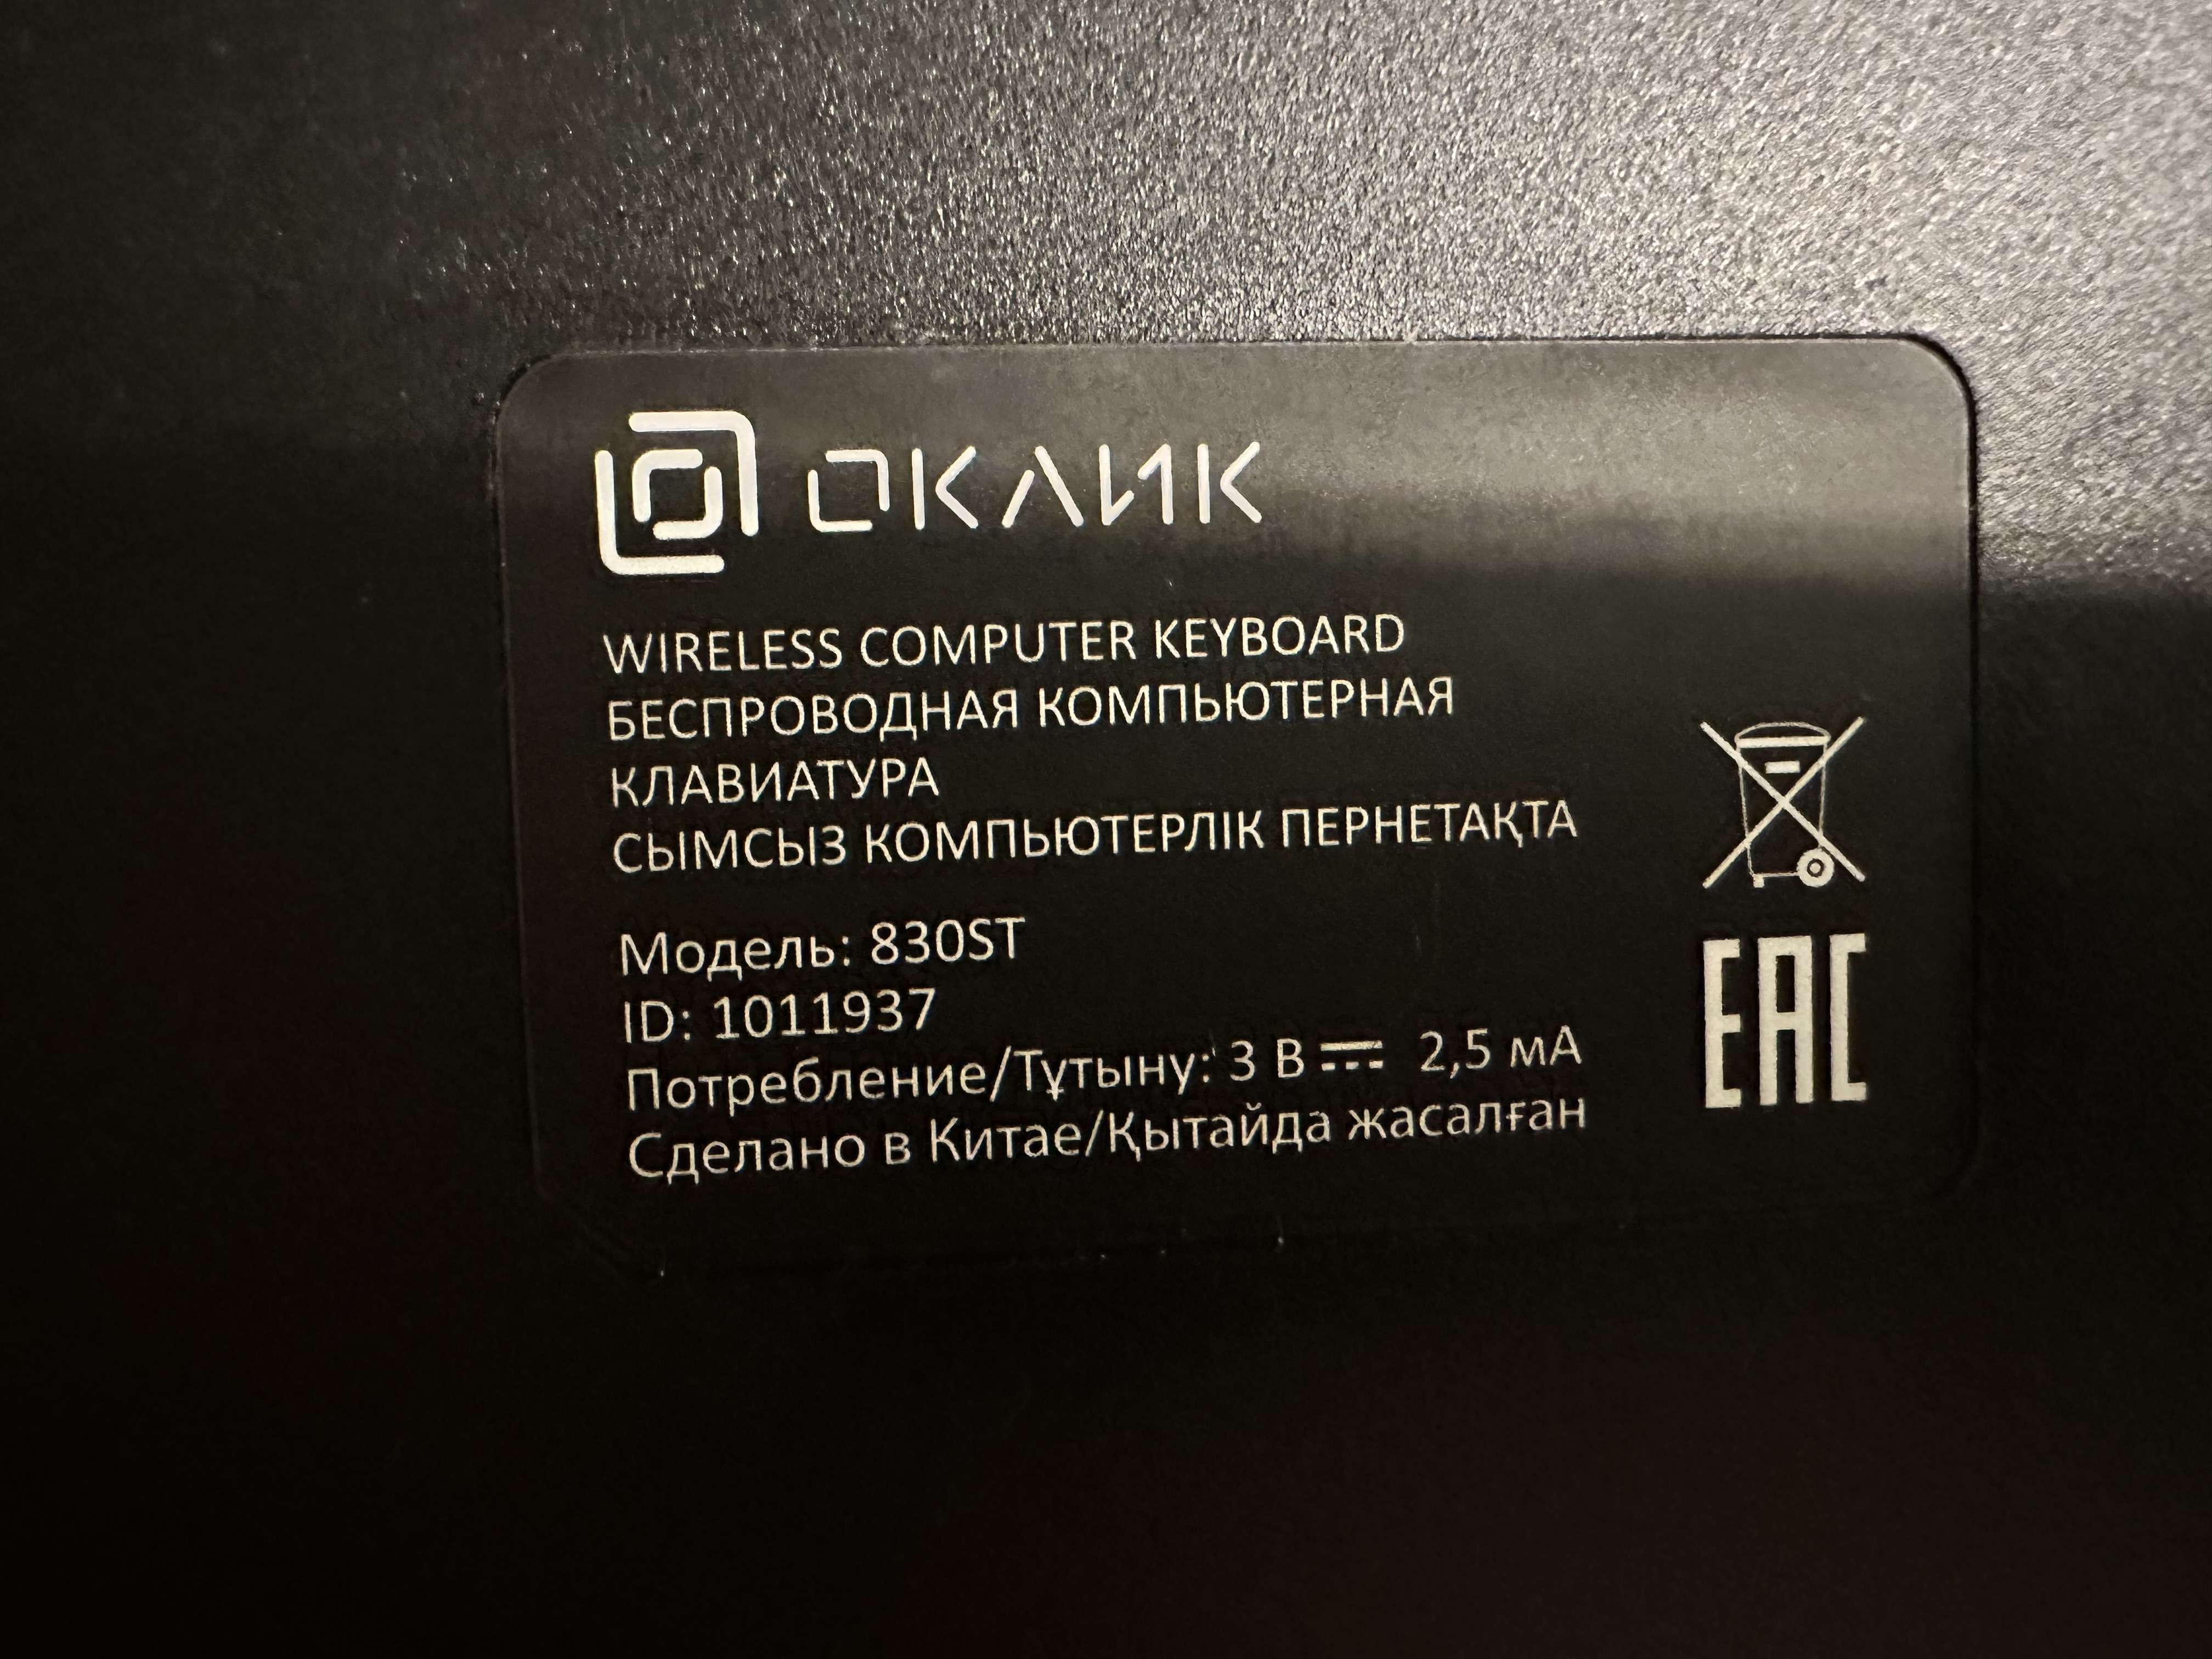 ОКЛИК
WIRELESS COMPUTER KEYBOARD
БЕСПРОВОДНАЯ КОМПЬЮТЕРНАЯ
КЛАВИАТУРА
СЫМСЫЗ КОМПЬЮТЕРЛІК ПЕРНЕТАҚТА
Модель: 830ST
ID: 1011937
Потребление/Тұтыну: 3 В ⎓ 2,5 мА
Сделано в Китае/Қытайда жасалған
EAC